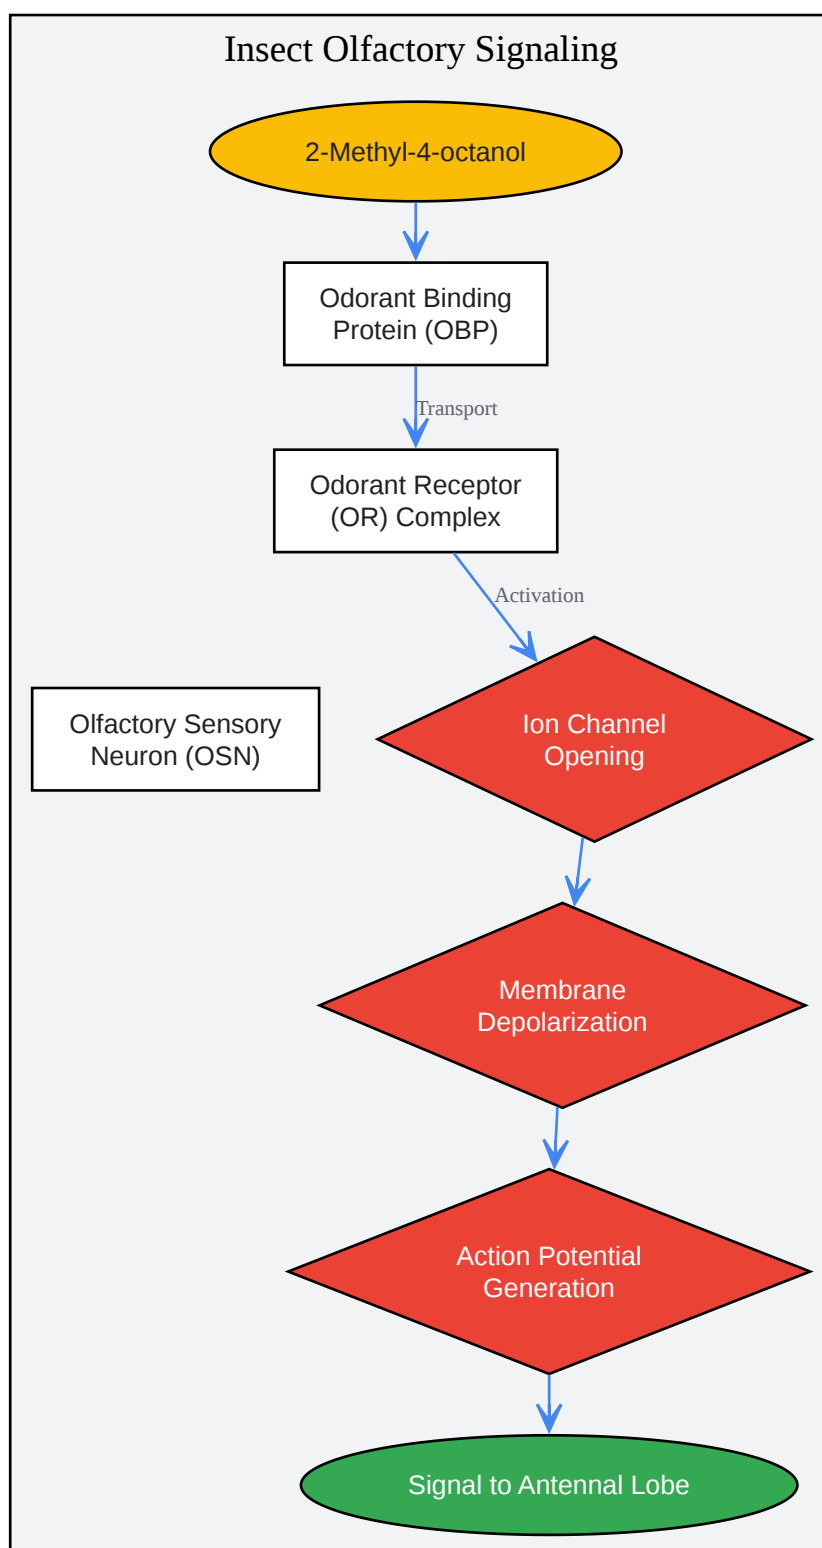 Insect Olfactory Signaling
2-Methyl-4-octanol
Odorant Binding
Protein (OBP)
Transport
Odorant Receptor
(OR) Complex
Activation
Olfactory Sensory
Neuron (OSN)
Ion Channel
Opening
Membrane
Depolarization
Action Potential
Generation
Signal to Antennal Lobe